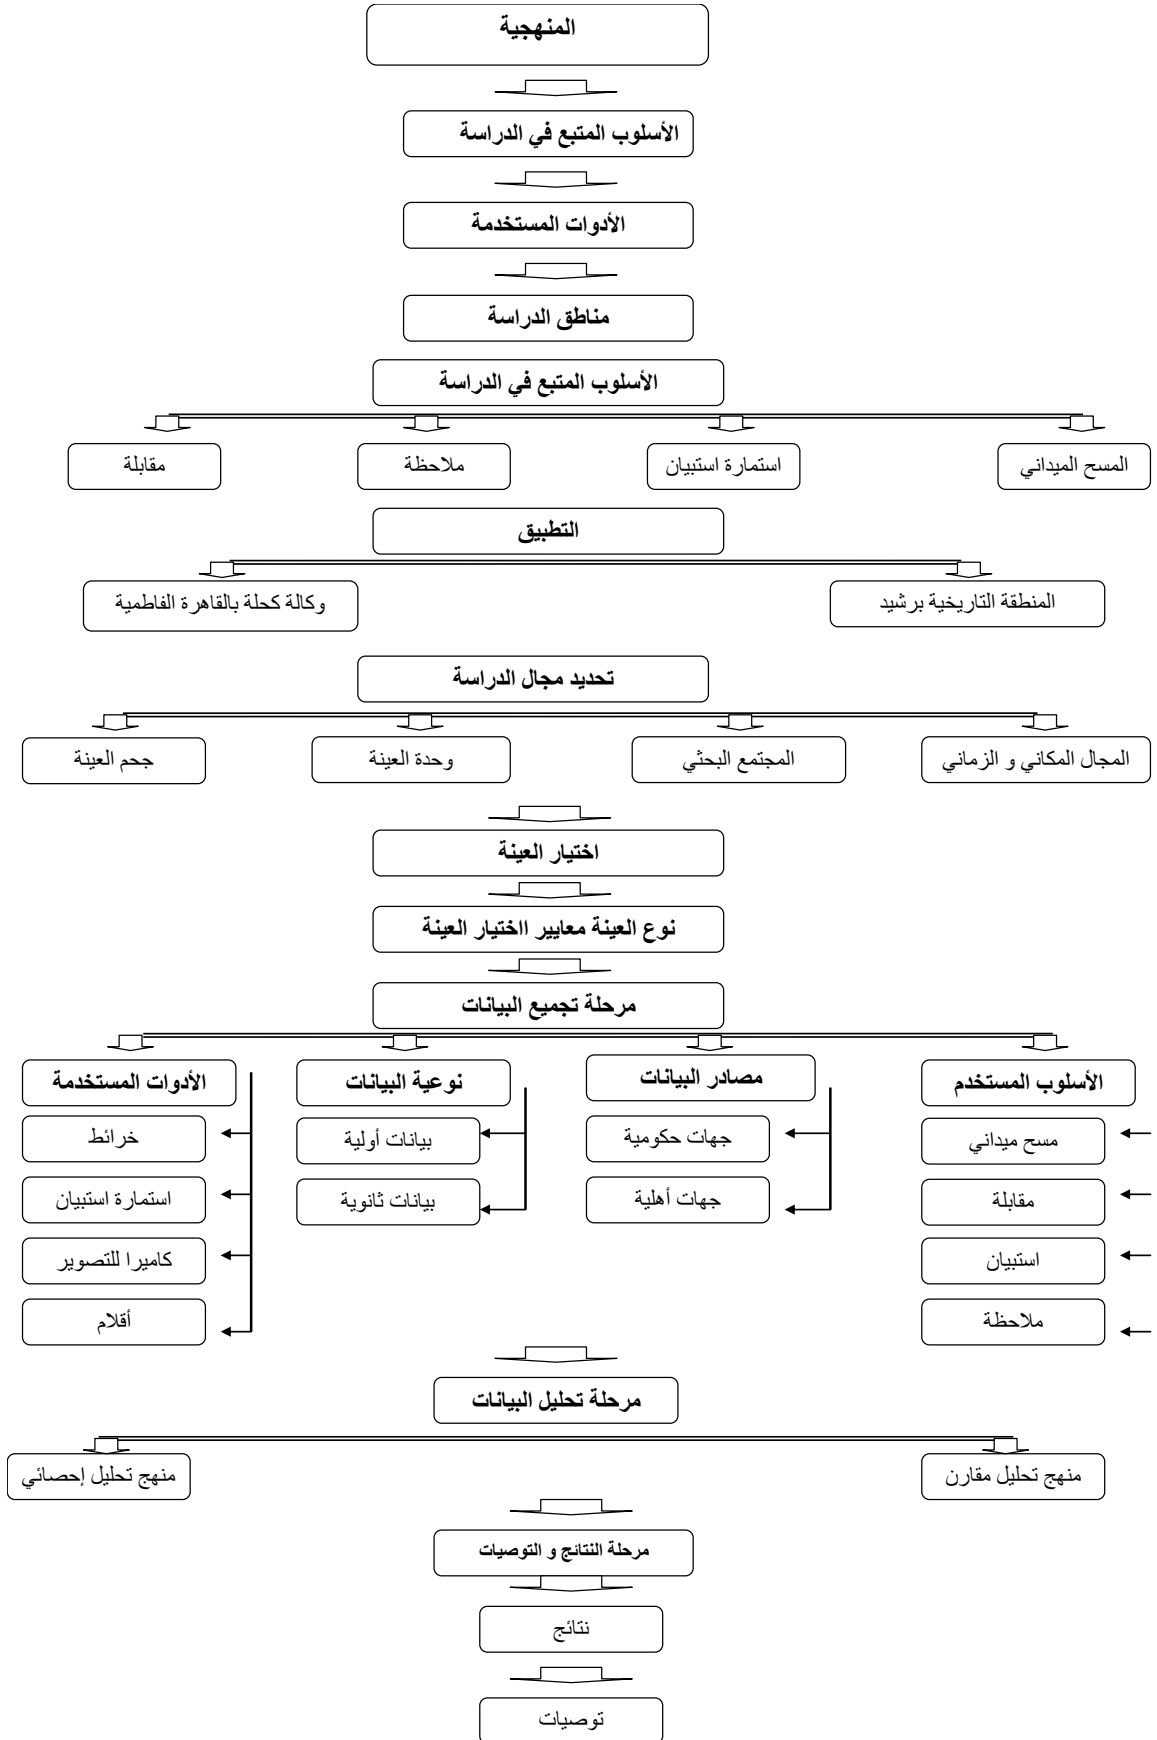 المنهجية
الأسلوب المتبع في الدراسة
الأدوات المستخدمة
مناطق الدراسة
الأسلوب المتبع في الدراسة
المسح الميداني
استمارة استبيان
ملاحظة
مقابلة
التطبيق
المنطقة التاريخية برشيد
وكالة كحلة بالقاهرة الفاطمية
تحديد مجال الدراسة
المجال المكاني و الزماني
المجتمع البحثي
وحدة العينة
جحم العينة
اختيار العينة
نوع العينة معايير ااختيار العينة
مرحلة تجميع البيانات
الأسلوب المستخدم
مسح ميداني
مقابلة
استبيان
ملاحظة
مصادر البيانات
جهات حكومية
جهات أهلية
نوعية البيانات
بيانات أولية
بيانات ثانوية
الأدوات المستخدمة
خرائط
استمارة استبيان
كاميرا للتصوير
أقلام
مرحلة تحليل البيانات
منهج تحليل مقارن
منهج تحليل إحصائي
مرحلة النتائج و التوصيات
نتائج
توصيات